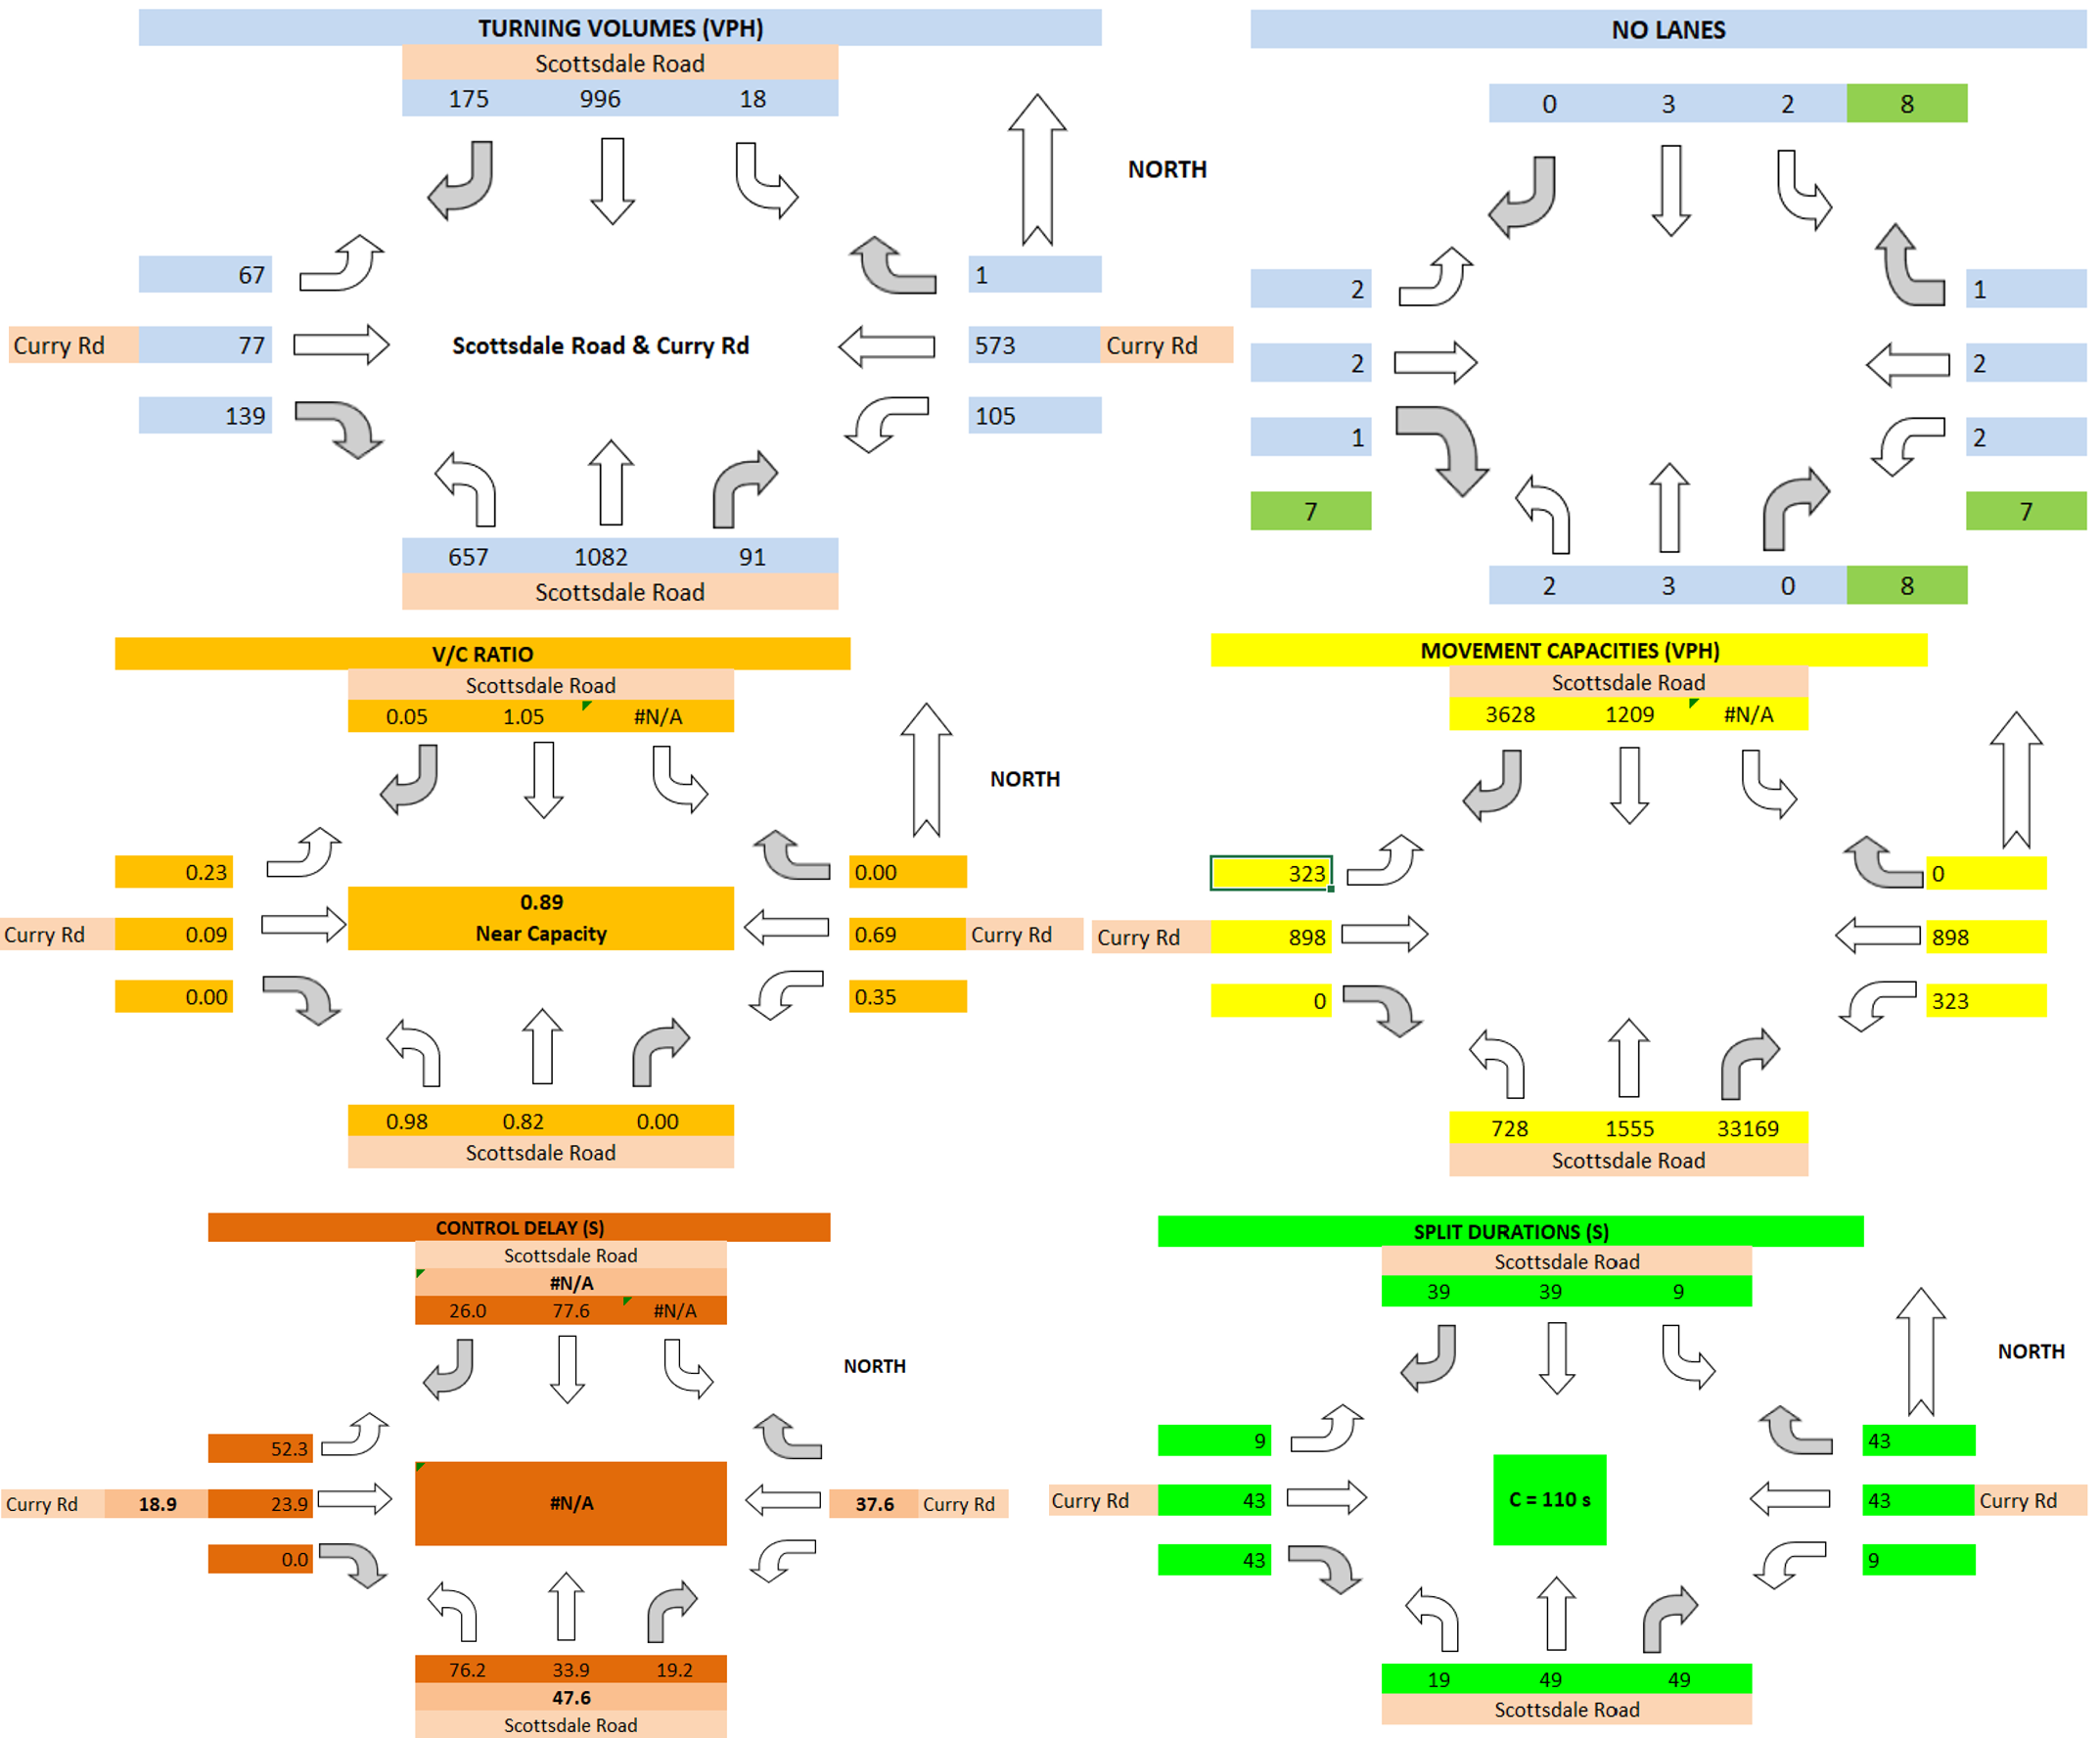 TURNING VOLUMES (VPH)
Scottsdale Road
175 996 18
NORTH
67
1
Curry Rd 77
Scottsdale Road & Curry Rd
573 Curry Rd
139
105
657 1082 91
Scottsdale Road
NO LANES
0 3 2 8
2
1
2
2
1
2
7
7
2 3 0 8
V/C RATIO
Scottsdale Road
0.05 1.05 #N/A
NORTH
0.23
0.00
0.89
Curry Rd 0.09
Near Capacity
0.69 Curry Rd
0.00
0.35
0.98 0.82 0.00
Scottsdale Road
MOVEMENT CAPACITIES (VPH)
Scottsdale Road
3628 1209 #N/A
323
0
Curry Rd 898
898
0
323
728 1555 33169
Scottsdale Road
CONTROL DELAY (S)
Scottsdale Road
#N/A
26.0 77.6 #N/A
NORTH
52.3
Curry Rd 18.9 23.9
#N/A
37.6 Curry Rd
0.0
76.2 33.9 19.2
47.6
Scottsdale Road
SPLIT DURATIONS (S)
Scottsdale Road
39 39 9
NORTH
9
43
Curry Rd 43
C = 110 s
43 Curry Rd
43
9
19 49 49
Scottsdale Road